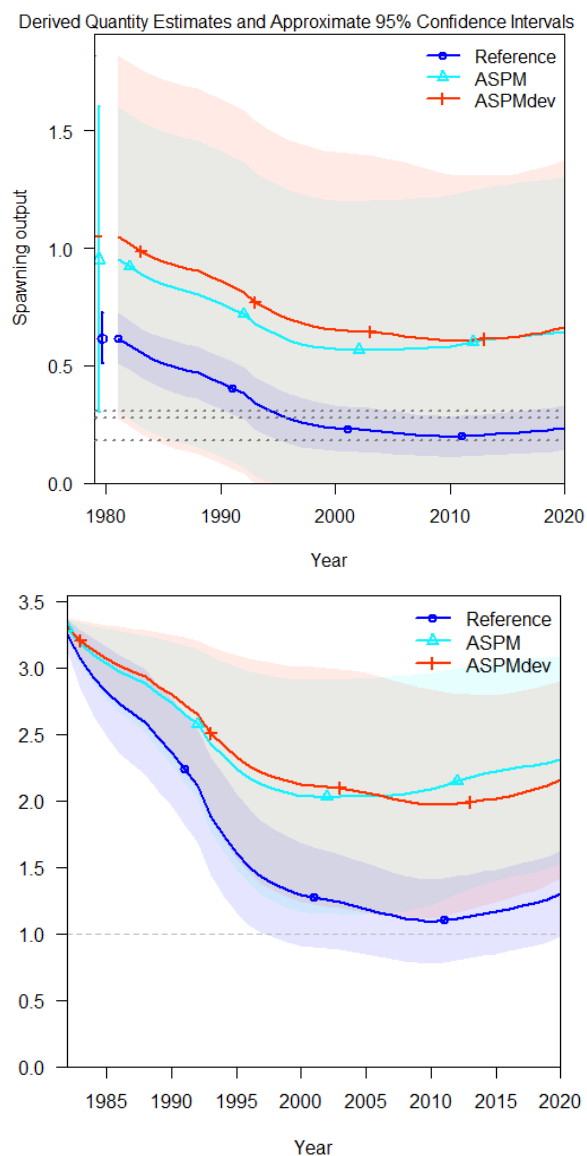 Derived Quantity Estimates and Approximate 95% Confidence Intervals
Reference
ASPM
ASPMdev
Spawning output
1.5
1.0
0.5
0.0
1980 1990 2000 2010 2020
Year
Reference
ASPM
ASPMdev
3.5
3.0
2.5
2.0
1.5
1.0
0.5
0.0
1985 1990 1995 2000 2005 2010 2015 2020
Year